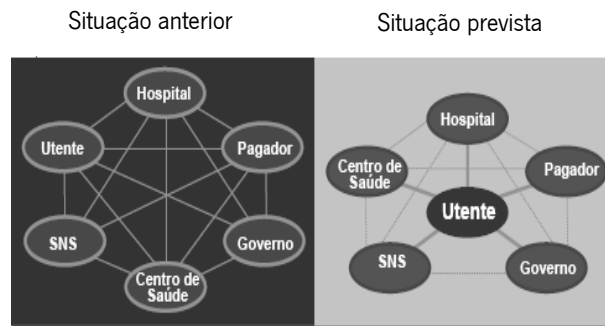 Situação anterior
Situação prevista
Hospital
Utente
Pagador
SNS
Governo
Centro de
Saúde
Hospital
Centro de
Saúde
Pagador
Utente
SNS
Governo